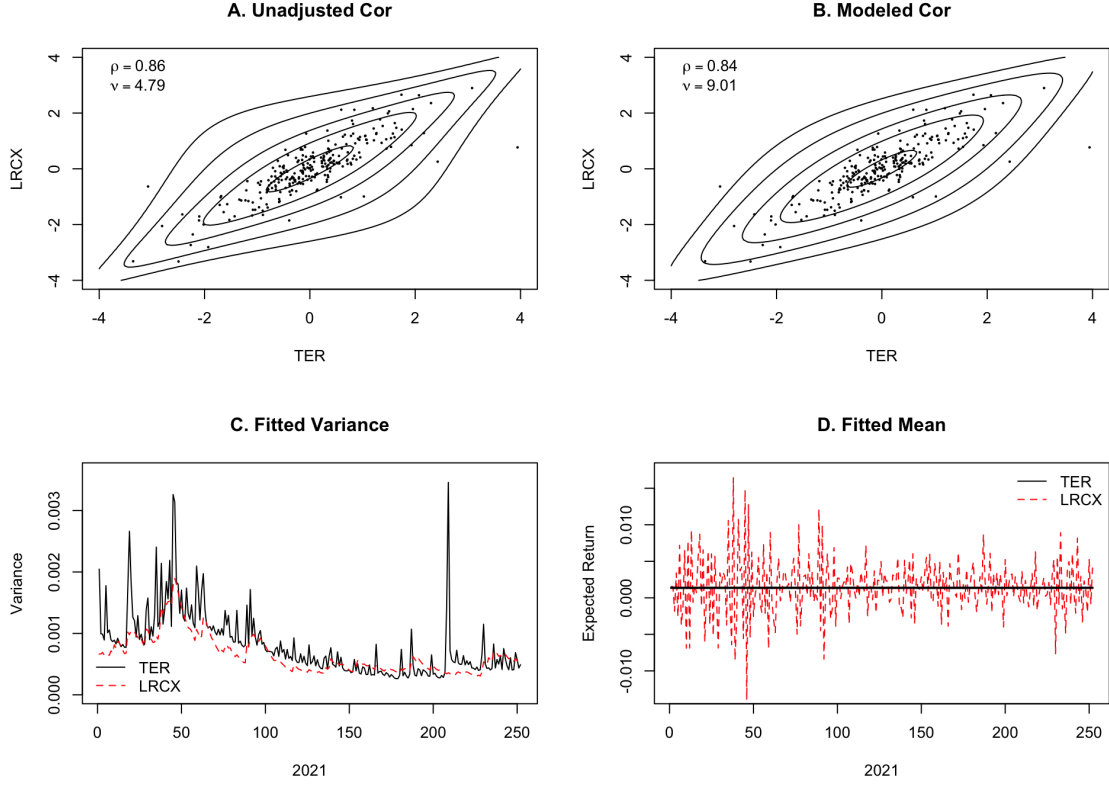 A. Unadjusted Cor
ρ = 0.86
ν = 4.79
LRCX
4
2
0
-2
-4
-4 -2 0 2 4
TER
B. Modeled Cor
ρ = 0.84
ν = 9.01
LRCX
4
2
0
-2
-4
-4 -2 0 2 4
TER
C. Fitted Variance
Variance
0.003
0.002
0.001
0.000
TER
LRCX
0 50 100 150 200 250
2021
D. Fitted Mean
TER
LRCX
Expected Return
0.010
0.000
-0.010
0 50 100 150 200 250
2021